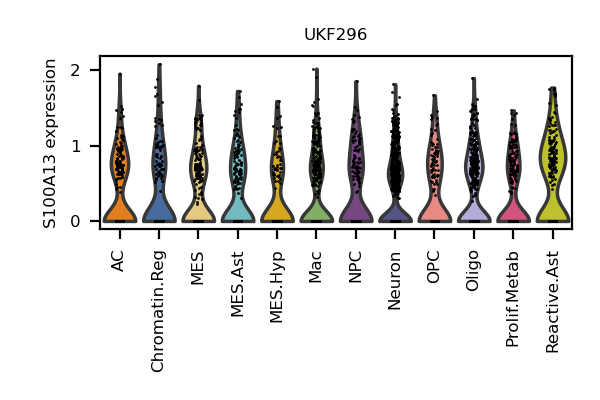 UKF296
S100A13 expression
2
1
0
AC
Chromatin.Reg
MES
MES.Ast
MES.Hyp
Mac
NPC
Neuron
OPC
Oligo
Prolif.Metab
Reactive.Ast